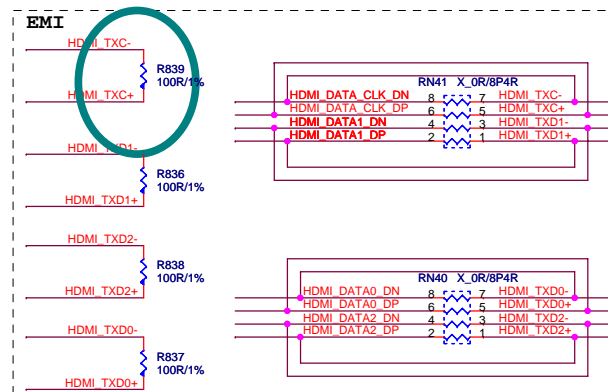 EMI
HDMI_TXC-
R839
100R/1%
HDMI_TXC+
HDMI_TXD1-
R836
100R/1%
HDMI_TXD1+
HDMI_TXD2-
R838
100R/1%
HDMI_TXD2+
HDMI_TXD0-
R837
100R/1%
HDMI_TXD0+
RN41 X_0R/8P4R
HDMI_DATA_CLK_DN 8 7 HDMI_TXC-
HDMI_DATA_CLK_DP 6 5 HDMI_TXC+
HDMI_DATA1_DN 4 3 HDMI_TXD1-
HDMI_DATA1_DP 2 1 HDMI_TXD1+
RN40 X_0R/8P4R
HDMI_DATA0_DN 8 7 HDMI_TXD0-
HDMI_DATA0_DP 6 5 HDMI_TXD0+
HDMI_DATA2_DN 4 3 HDMI_TXD2-
HDMI_DATA2_DP 2 1 HDMI_TXD2+